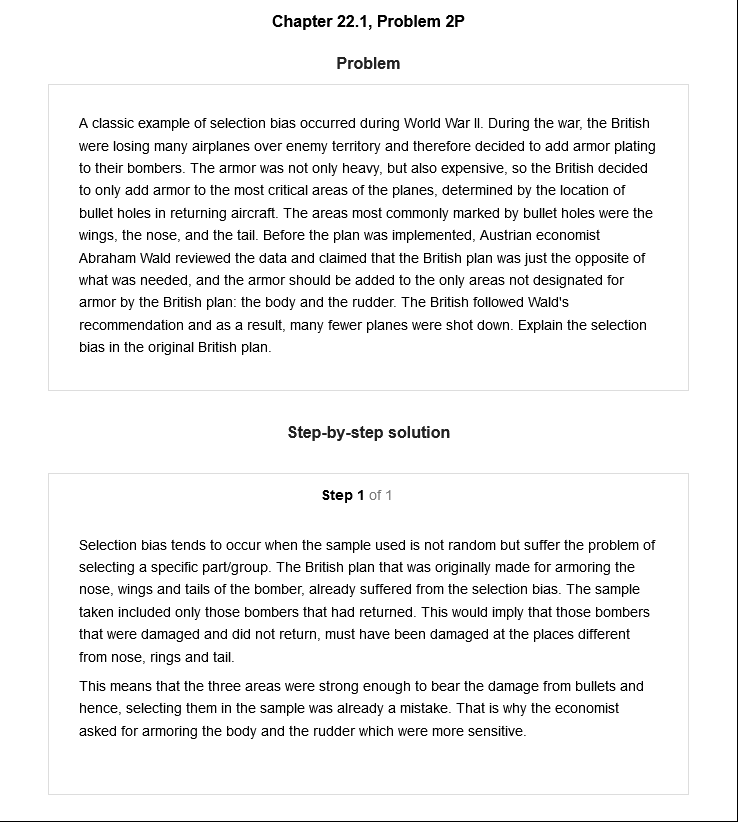 Chapter 22.1, Problem 2P
Problem
A classic example of selection bias occurred during World War II. During the war, the British
were losing many airplanes over enemy territory and therefore decided to add armor plating
to their bombers. The armor was not only heavy, but also expensive, so the British decided
to only add armor to the most critical areas of the planes, determined by the location of
bullet holes in returning aircraft. The areas most commonly marked by bullet holes were the
wings, the nose, and the tail. Before the plan was implemented, Austrian economist
Abraham Wald reviewed the data and claimed that the British plan was just the opposite of
what was needed, and the armor should be added to the only areas not designated for
armor by the British plan: the body and the rudder. The British followed Wald's
recommendation and as a result, many fewer planes were shot down. Explain the selection
bias in the original British plan.
Step-by-step solution
Step 1 of 1
Selection bias tends to occur when the sample used is not random but suffer the problem of
selecting a specific part/group. The British plan that was originally made for armoring the
nose, wings and tails of the bomber, already suffered from the selection bias. The sample
taken included only those bombers that had returned. This would imply that those bombers
that were damaged and did not return, must have been damaged at the places different
from nose, rings and tail.
This means that the three areas were strong enough to bear the damage from bullets and
hence, selecting them in the sample was already a mistake. That is why the economist
asked for armoring the body and the rudder which were more sensitive.